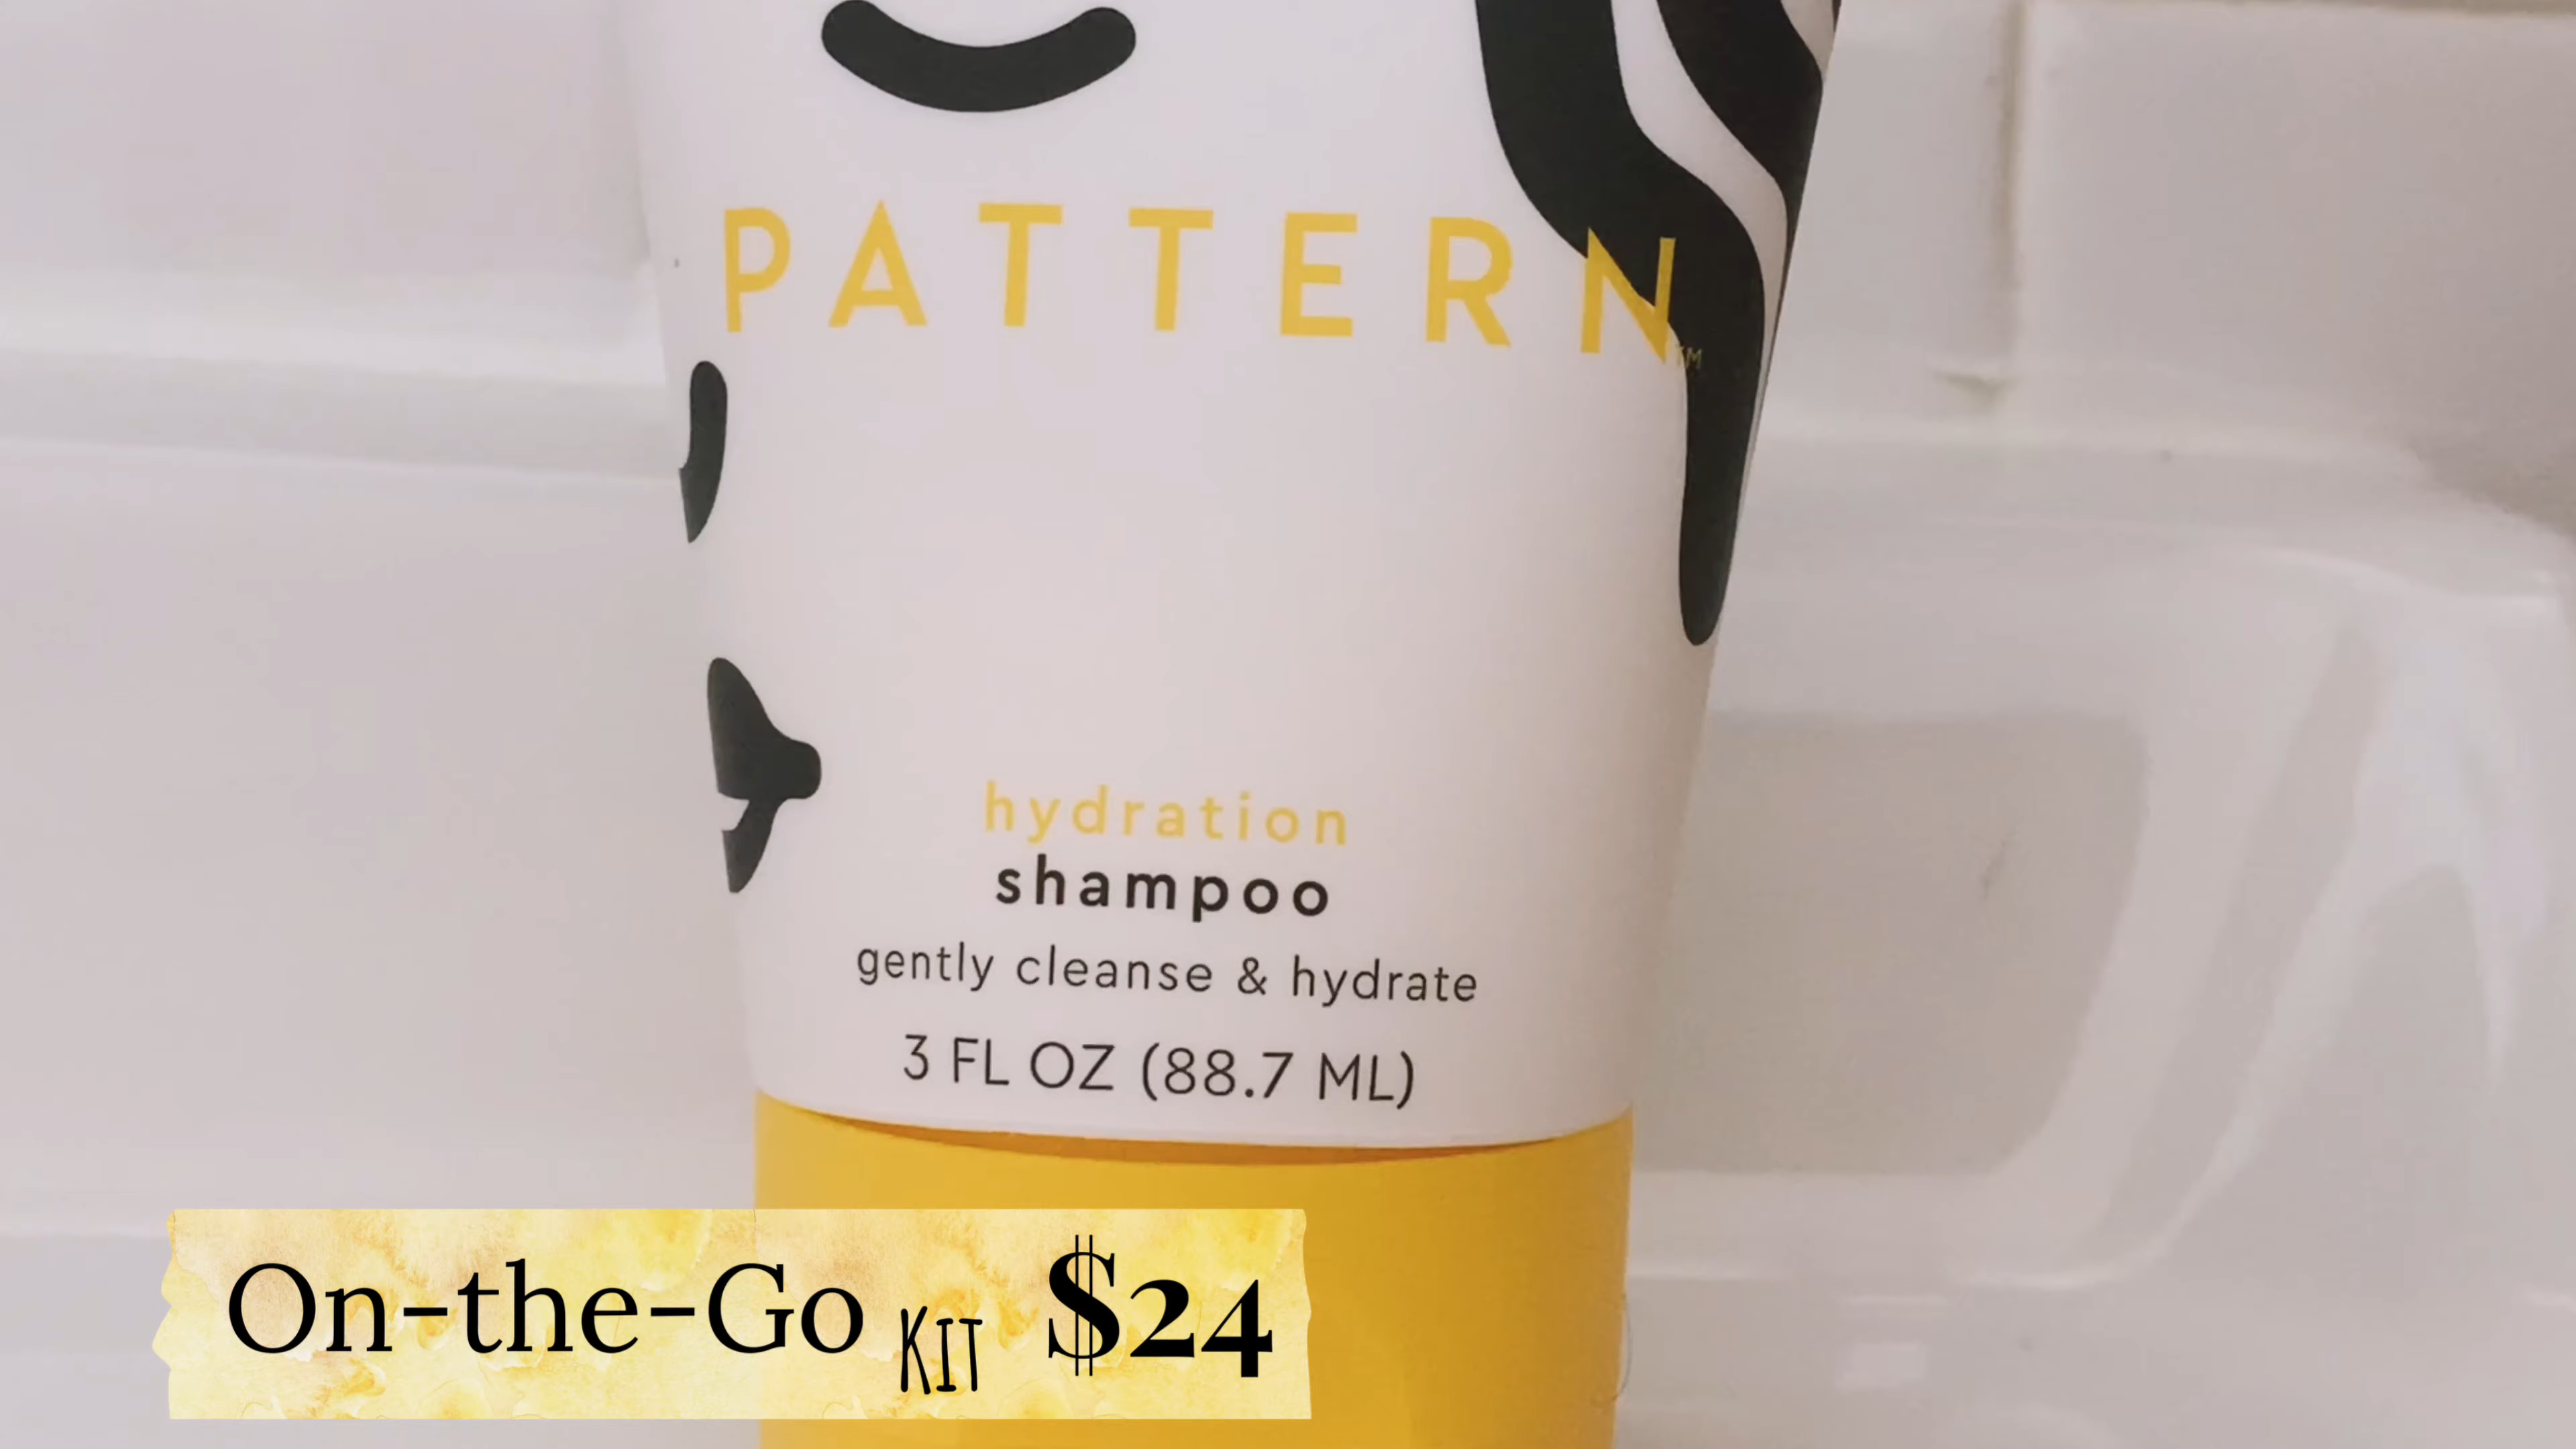 PATTERN™
hydration
shampoo
gently cleanse & hydrate
3 FL OZ (88.7 ML)
On-the-Go KIT $24